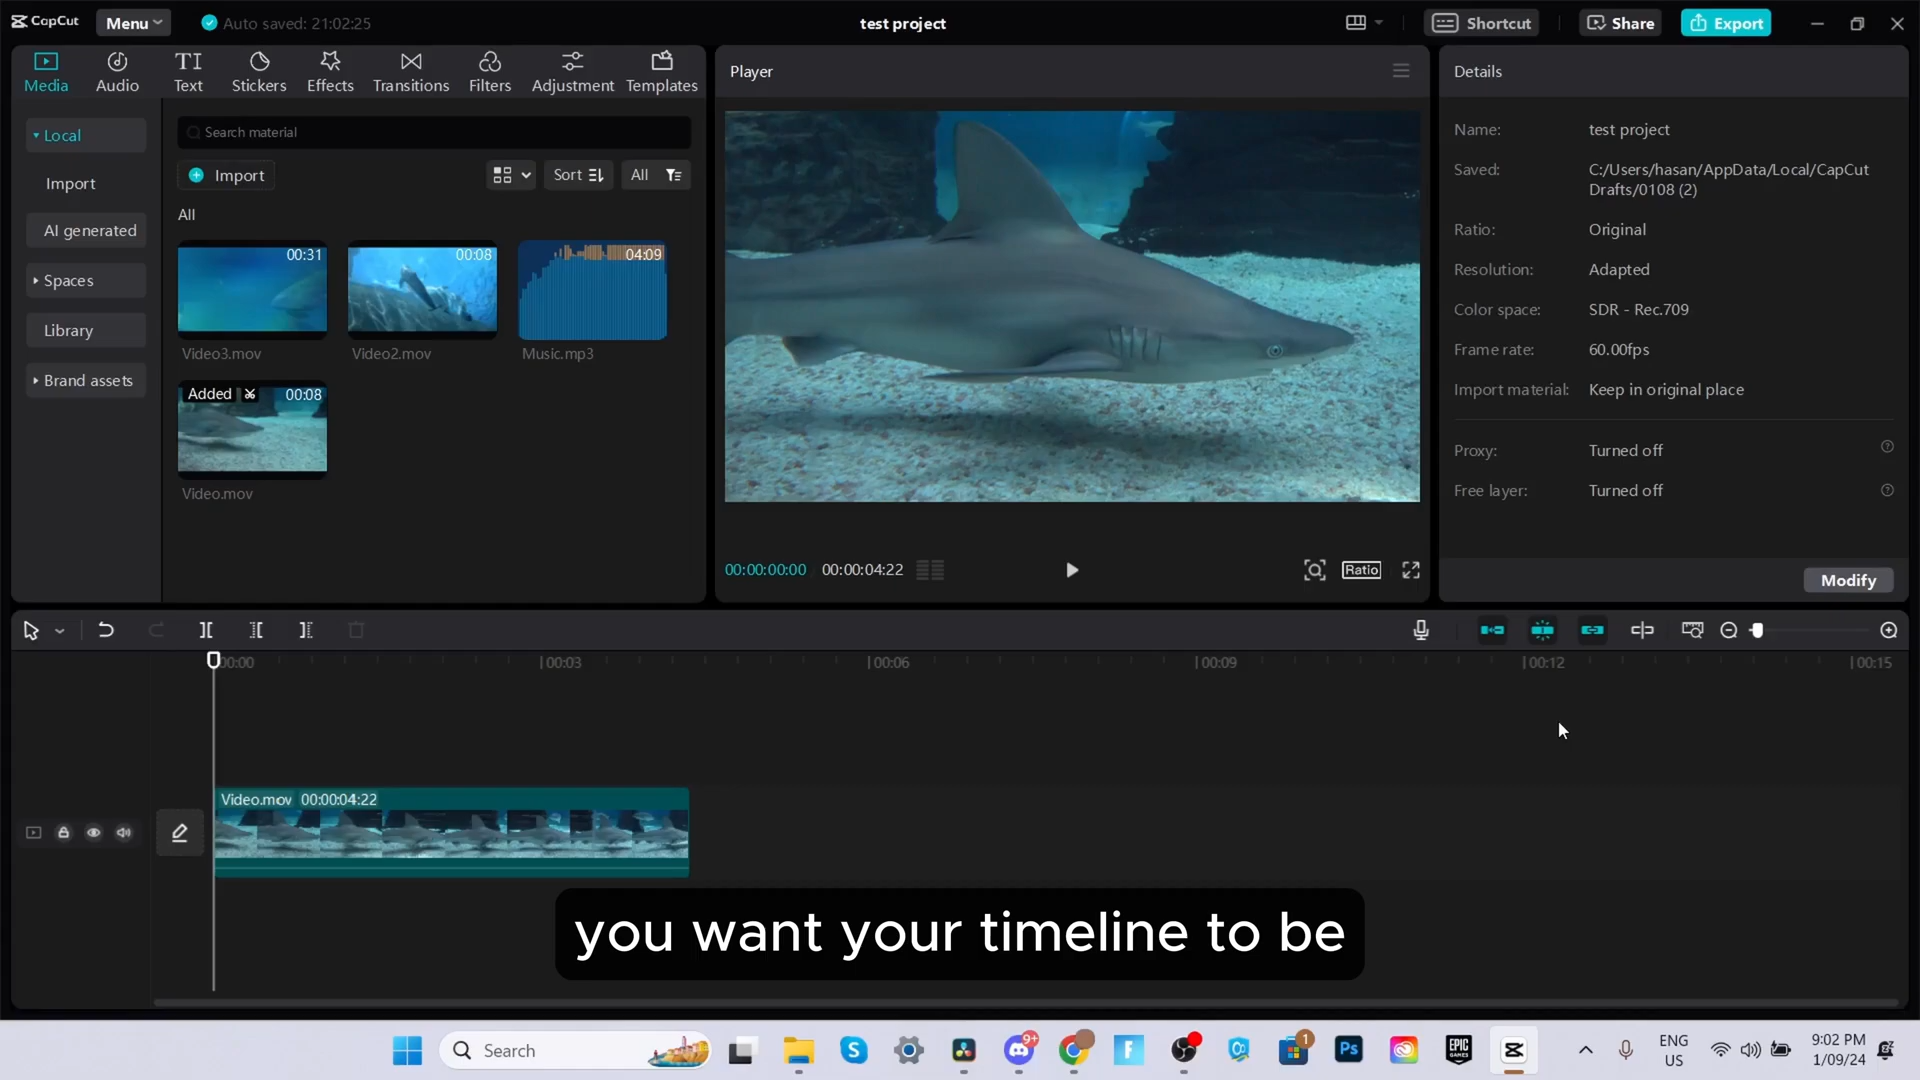 CapCut
Menu
Auto saved: 21:02:25
test project
Shortcut
Share
Export
Media
Audio
TI
Text
Stickers
Effects
Transitions
Filters
Adjustment
Templates
Local
Import
AI generated
Spaces
Library
Brand assets
Search material
Import
Sort
All
All
00:31
Video3.mov
00:08
Video2.mov
04:09
Music.mp3
Added
00:08
Video.mov
Player
00:00:00:00
00:00:04:22
Ratio
Details
Name: test project
Saved: C:/Users/hasan/AppData/Local/CapCut
Drafts/0108 (2)
Ratio: Original
Resolution: Adapted
Color space: SDR - Rec.709
Frame rate: 60.00fps
Import material: Keep in original place
Proxy: Turned off
Free layer: Turned off
Modify
00:00
00:03
00:06
00:09
00:12
00:15
Video.mov 00:00:04:22
you want your timeline to be
Search
9+
1
Ps
EPIC
GAMES
ENG
US
9:02 PM
1/09/24